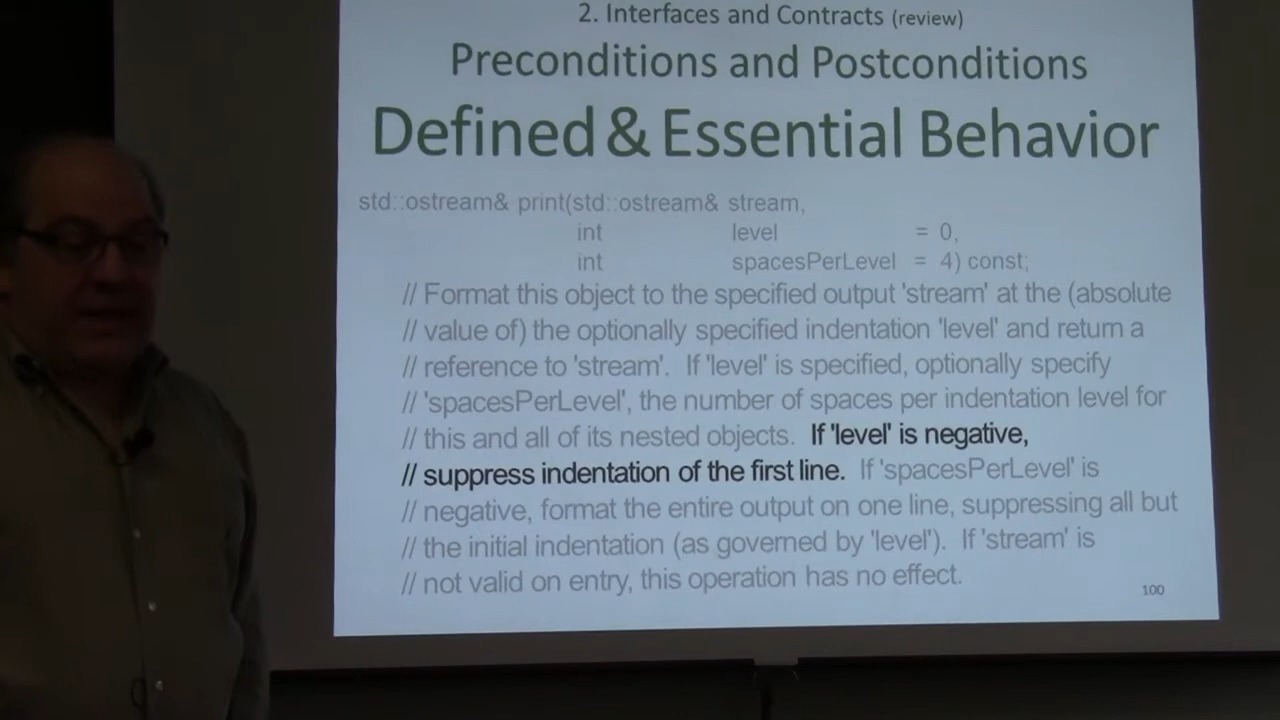 2. Interfaces and Contracts (review)
Preconditions and Postconditions
Defined & Essential Behavior
std::ostream& print(std::ostream& stream,
int level = 0,
int spacesPerLevel = 4) const;
// Format this object to the specified output 'stream' at the (absolute
// value of) the optionally specified indentation 'level' and return a
// reference to 'stream'. If 'level' is specified, optionally specify
// 'spacesPerLevel', the number of spaces per indentation level for
// this and all of its nested objects. If 'level' is negative,
// suppress indentation of the first line. If 'spacesPerLevel' is
// negative, format the entire output on one line, suppressing all but
// the initial indentation (as governed by 'level'). If 'stream' is
// not valid on entry, this operation has no effect.
100